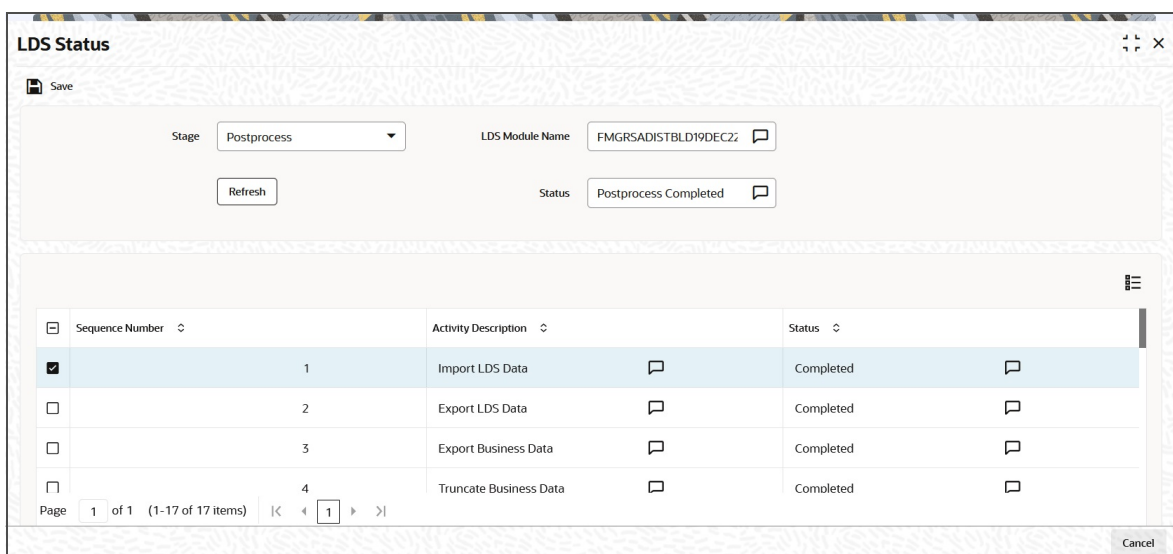 LDS Status
Save
Stage Postprocess LDS Module Name FMGRSADISTBLD19DEC22
Refresh Status Postprocess Completed
Sequence Number Activity Description Status
1 Import LDS Data Completed
2 Export LDS Data Completed
3 Export Business Data Completed
4 Truncate Business Data Completed
Page 1 of 1 (1-17 of 17 items) 1
Cancel